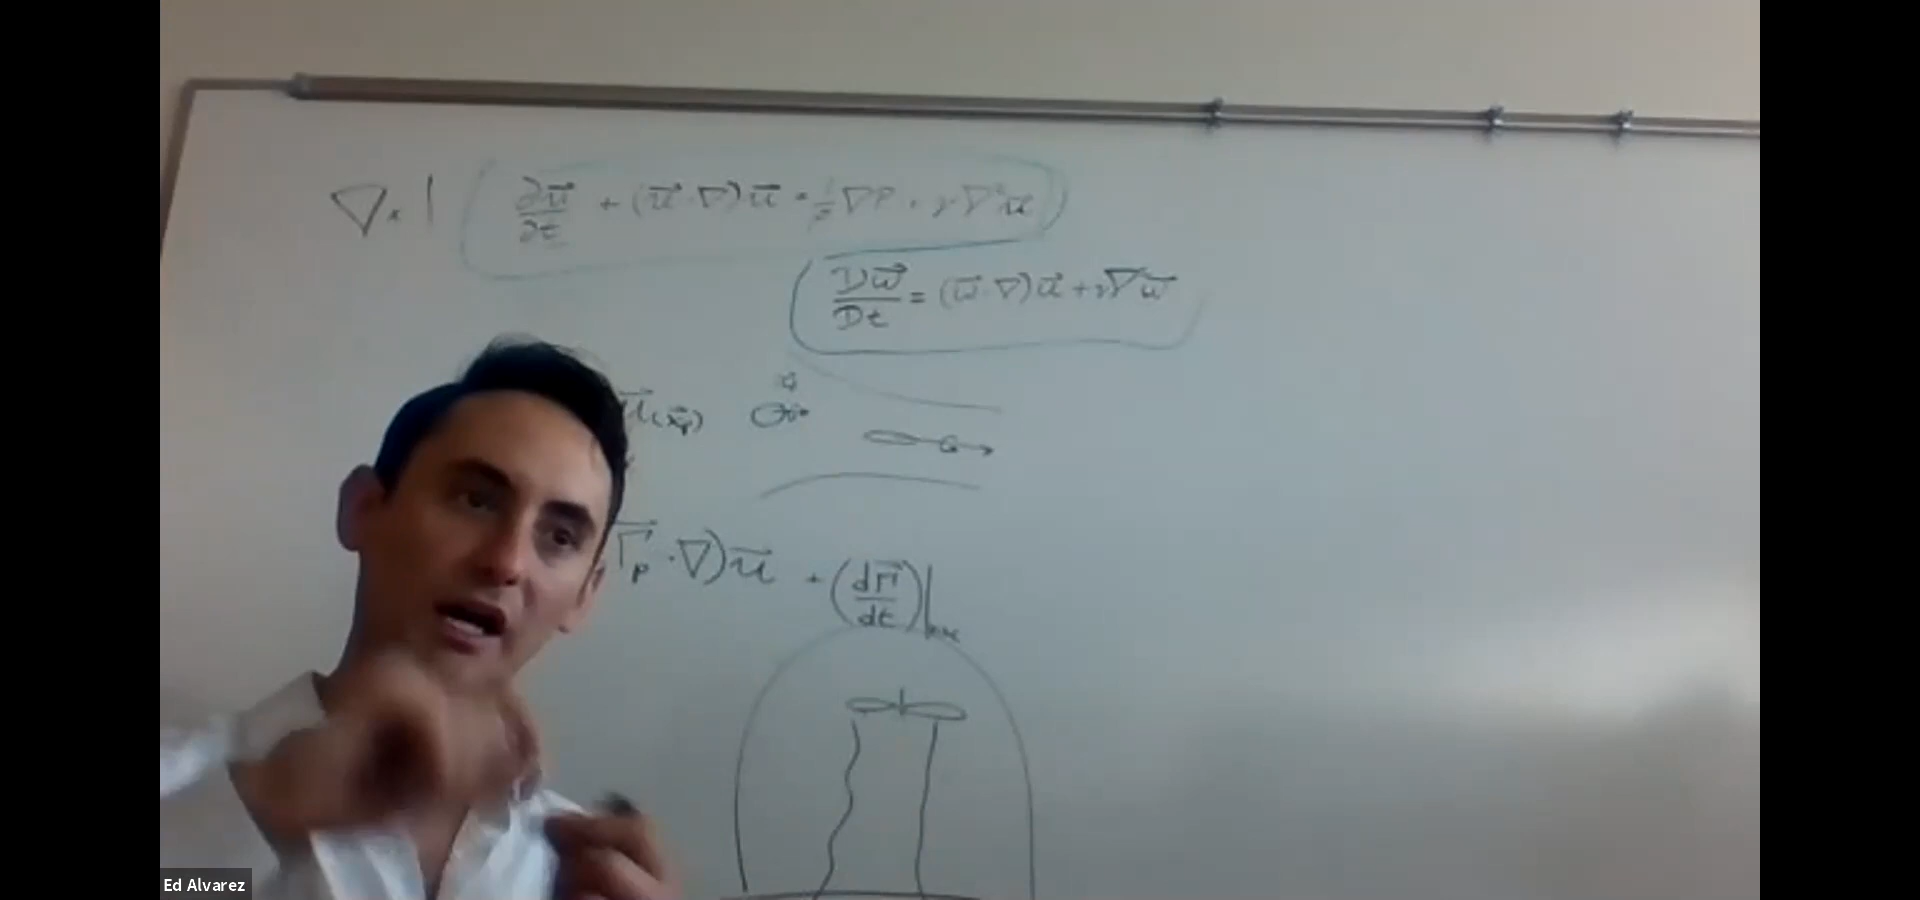 ∇× | ∂u⃗/∂t + (u⃗·∇)u⃗ = 1/ρ ∇P + ν∇²u⃗
Dω⃗/Dt = (ω⃗·∇)u⃗ + ν∇²ω⃗
u⃗(x⃗p)
Γ⃗p·∇)u⃗ + (dΓ⃗/dt)|
Ed Alvarez